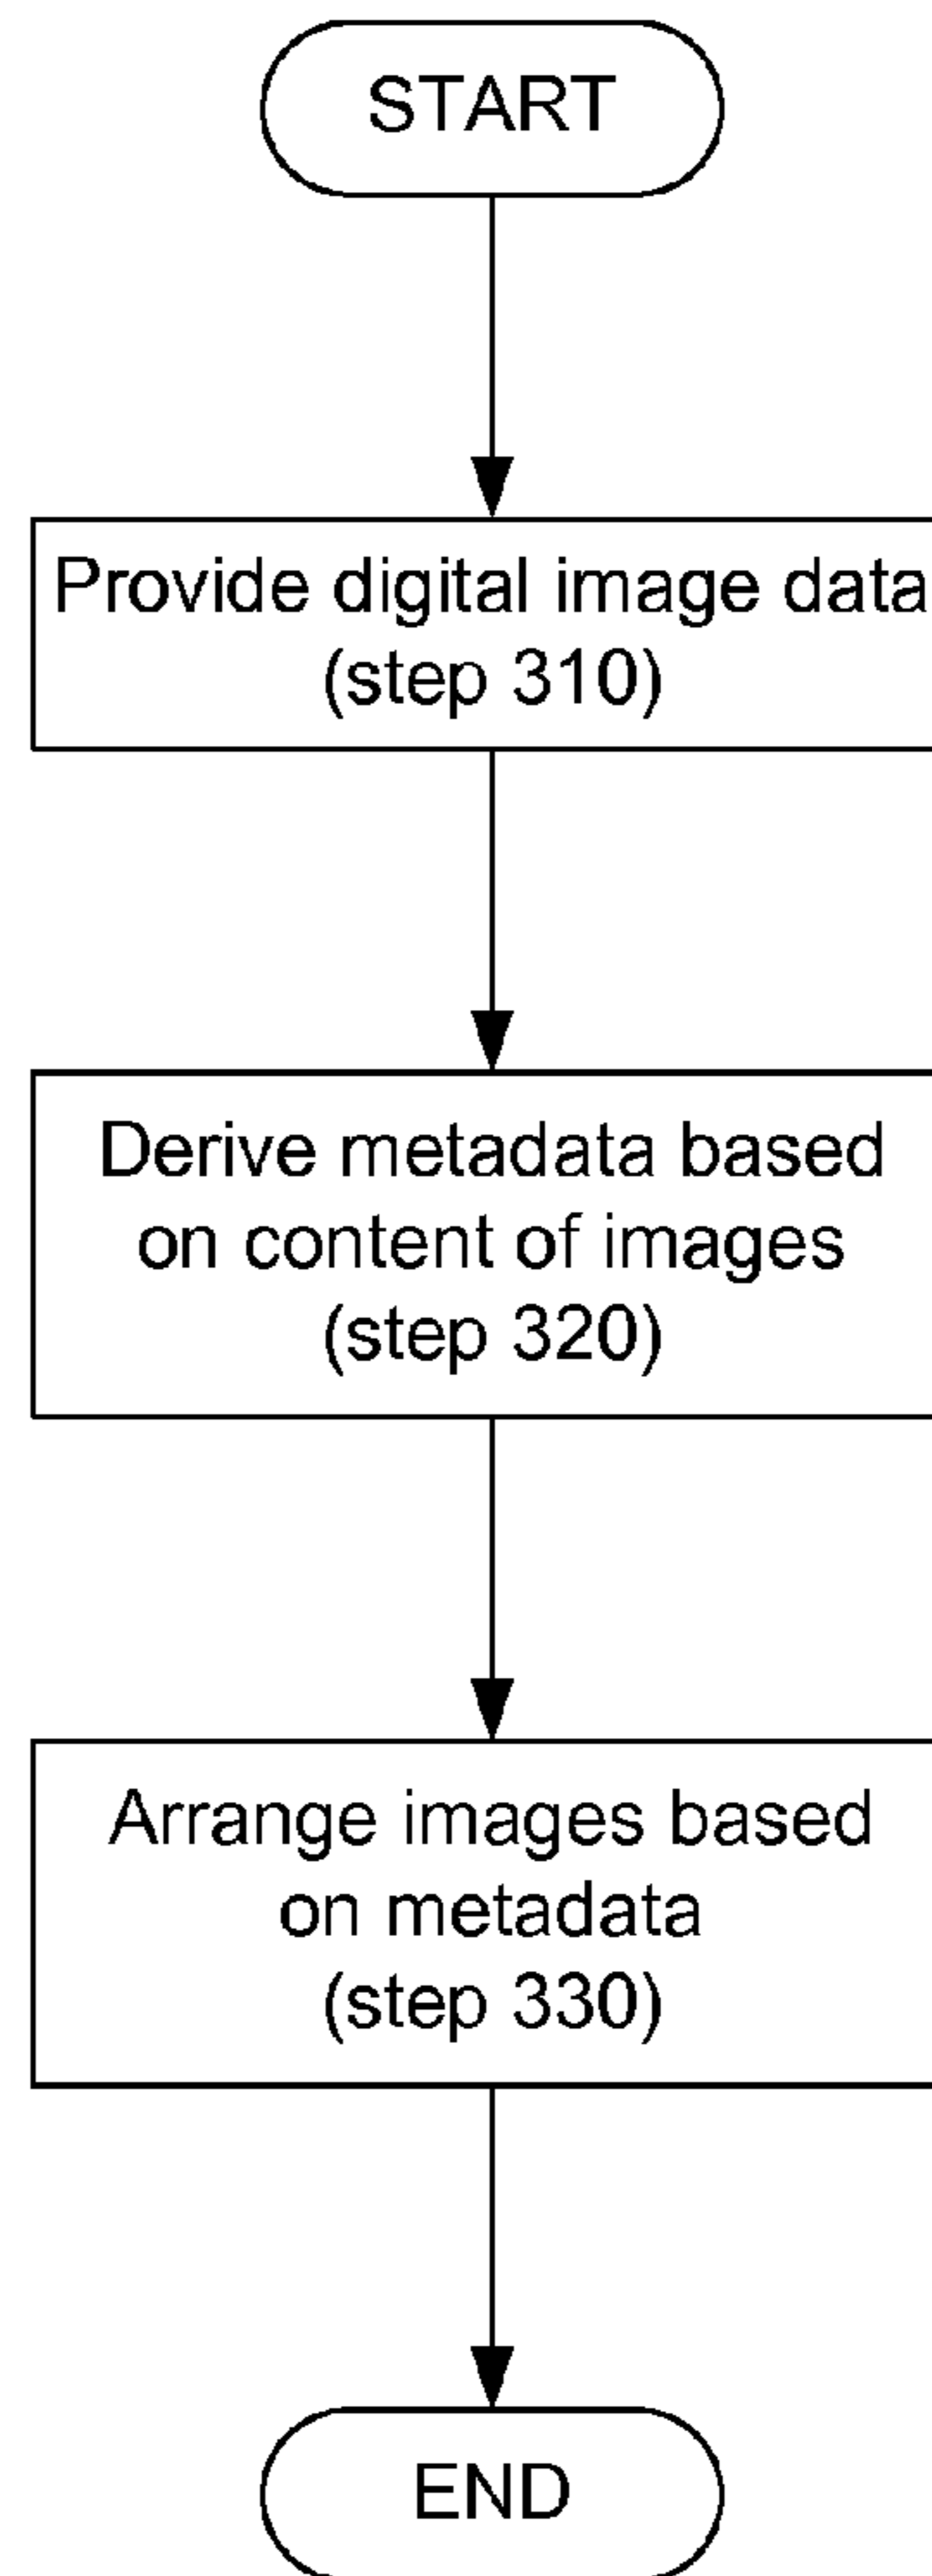 START
Provide digital image data
(step 310)
Derive metadata based
on content of images
(step 320)
Arrange images based
on metadata
(step 330)
END